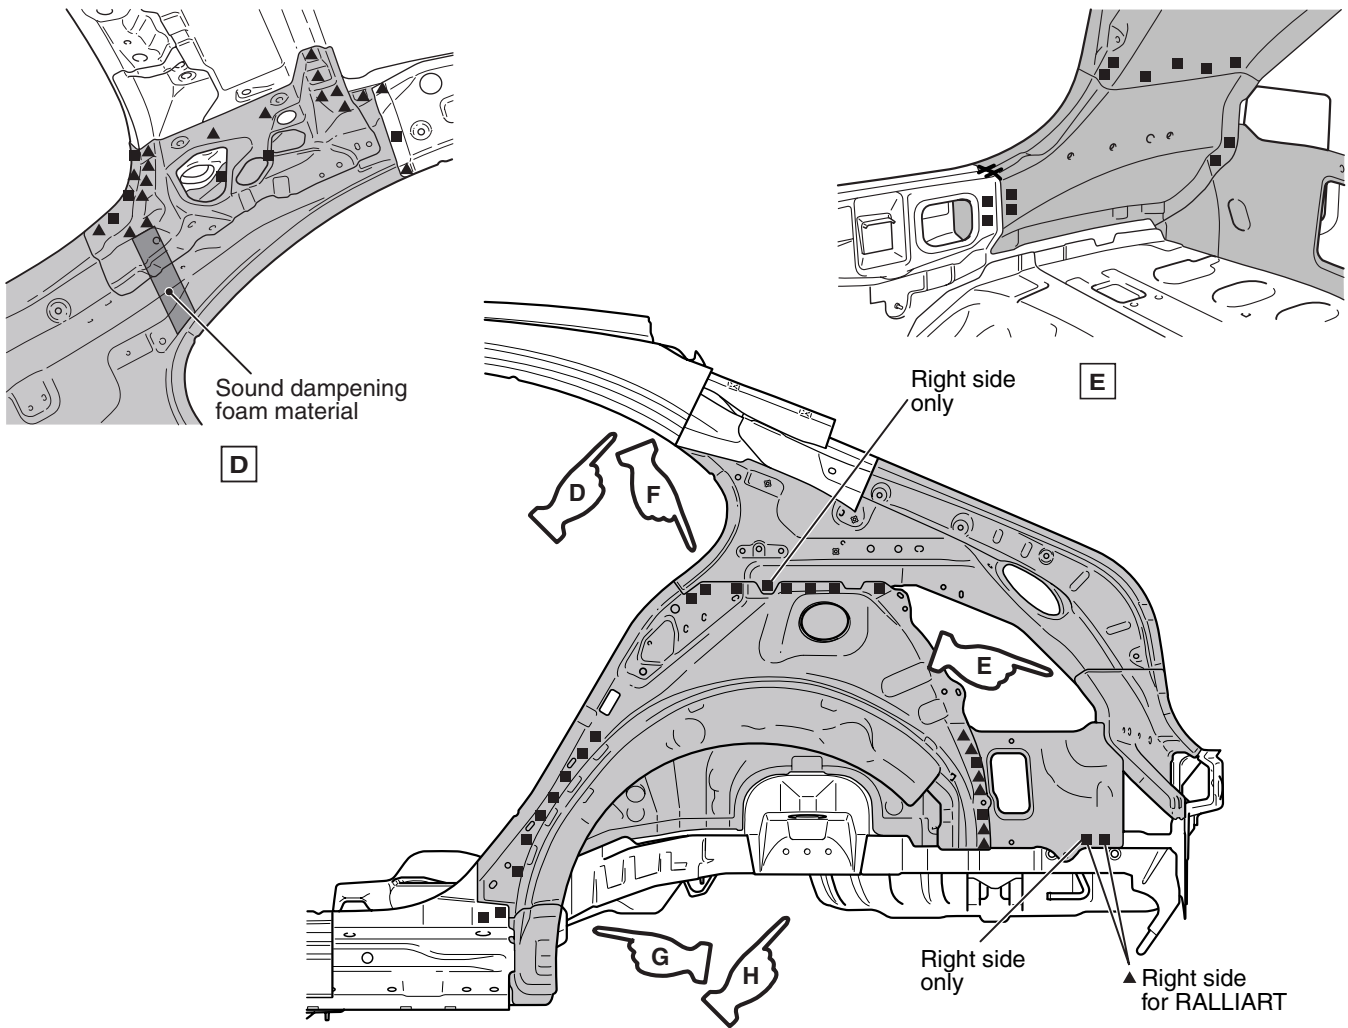 Sound dampening
foam material
D
E
Right side
only
D
F
E
G
H
Right side
only
▲ Right side
for RALLIART